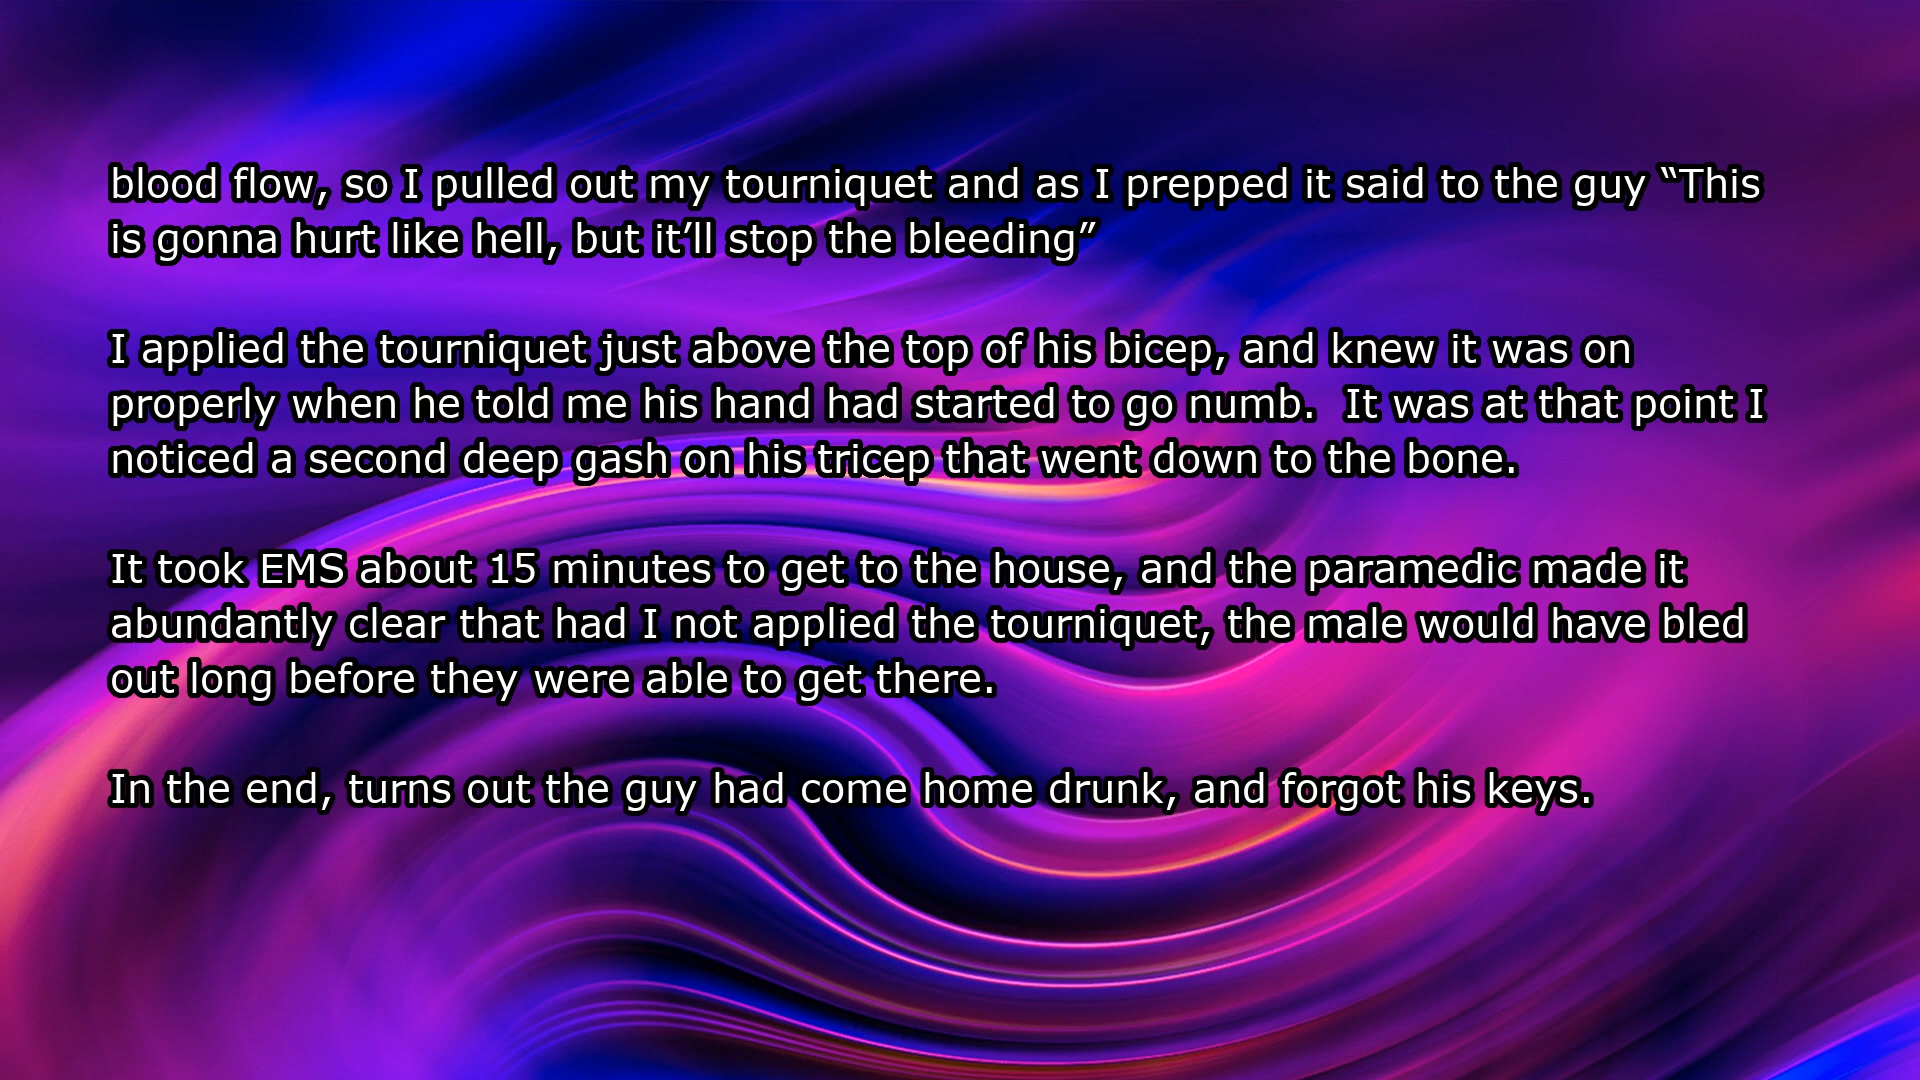 blood flow, so I pulled out my tourniquet and as I prepped it said to the guy “This
is gonna hurt like hell, but it’ll stop the bleeding”
I applied the tourniquet just above the top of his bicep, and knew it was on
properly when he told me his hand had started to go numb.  It was at that point I
noticed a second deep gash on his tricep that went down to the bone.
It took EMS about 15 minutes to get to the house, and the paramedic made it
abundantly clear that had I not applied the tourniquet, the male would have bled
out long before they were able to get there.
In the end, turns out the guy had come home drunk, and forgot his keys.